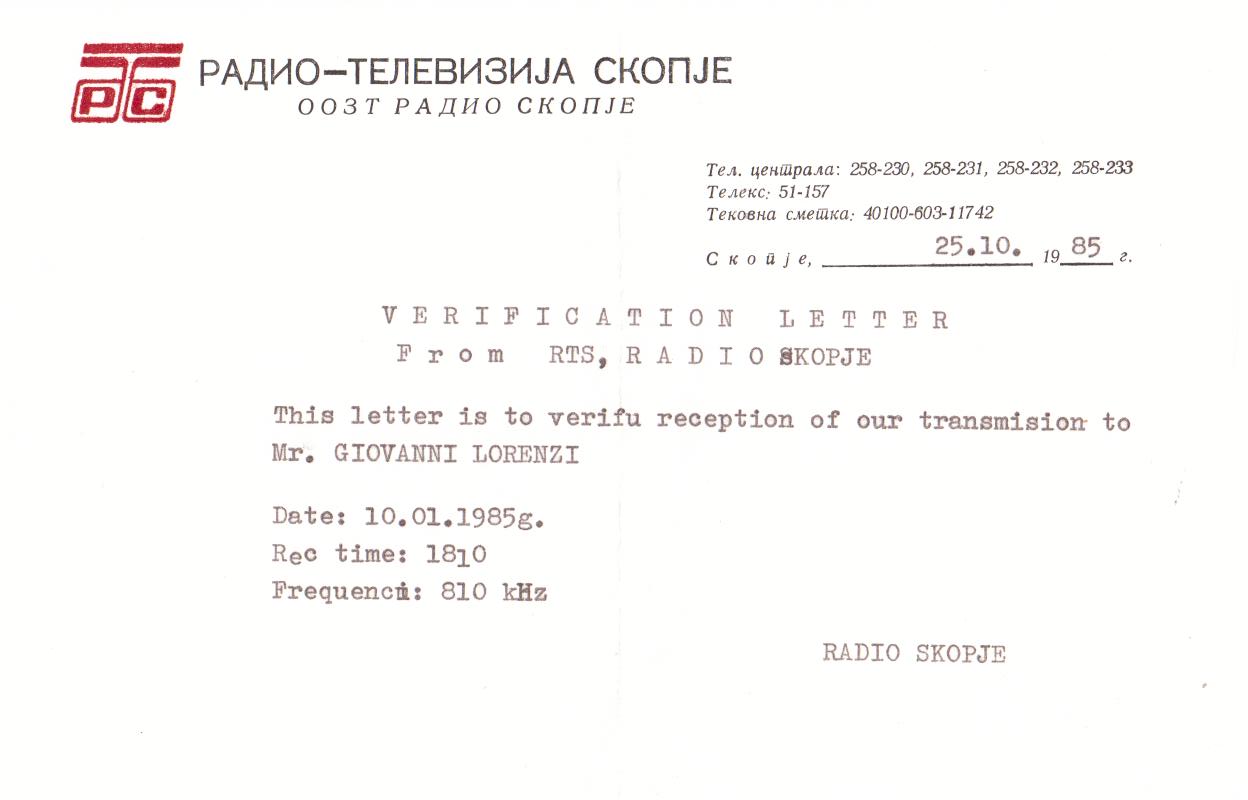 РТС
РАДИО–ТЕЛЕВИЗИЈА СКОПЈЕ
ООЗТ РАДИО СКОПЈЕ
Тел. централа: 258-230, 258-231, 258-232, 258-233
Телекс: 51-157
Тековна сметка: 40100-603-11742
Скопје, 25.10. 1985 г.
VERIFICATION LETTER
From RTS, RADIO SKOPJE
This letter is to verifu reception of our transmision to
Mr. GIOVANNI LORENZI
Date: 10.01.1985g.
Rec time: 1810
Frequenci: 810 kHz
RADIO SKOPJE